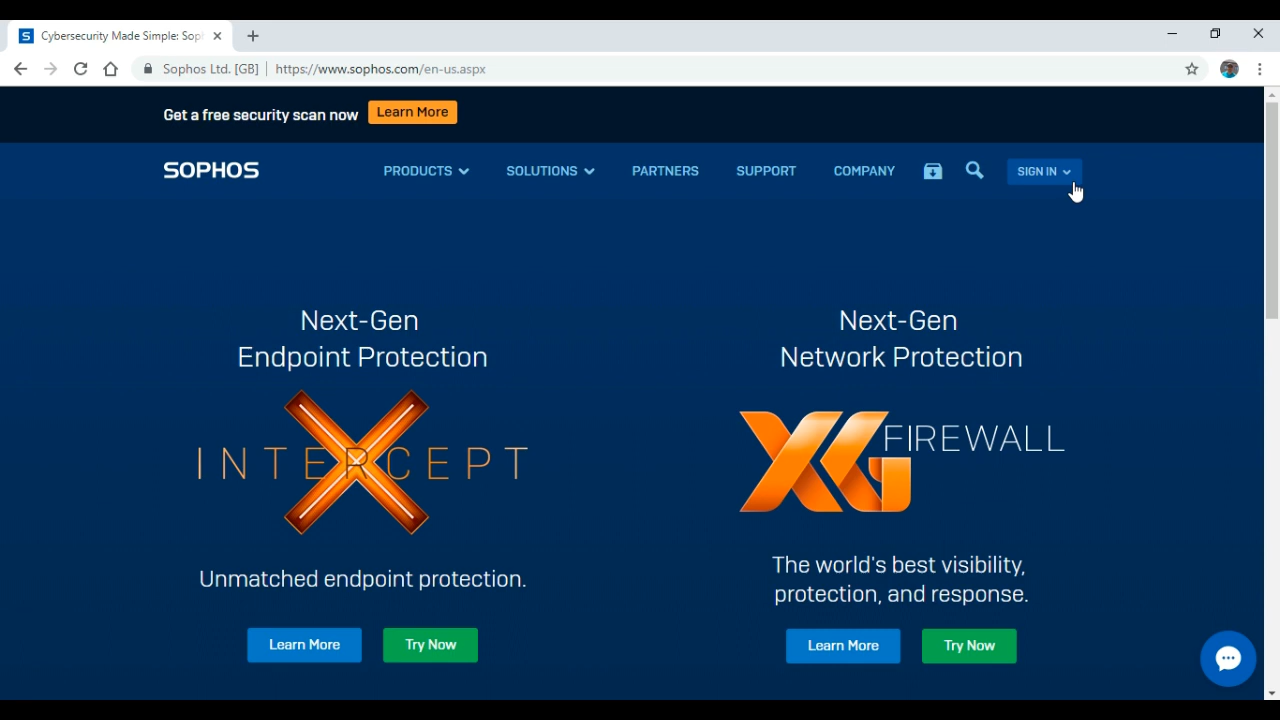 Cybersecurity Made Simple: Sop
Sophos Ltd. [GB] https://www.sophos.com/en-us.aspx
Get a free security scan now Learn More
SOPHOS PRODUCTS SOLUTIONS PARTNERS SUPPORT COMPANY SIGN IN
Next-Gen
Endpoint Protection
INTERCEPT X
Unmatched endpoint protection.
Learn More Try Now
Next-Gen
Network Protection
XG FIREWALL
The world's best visibility,
protection, and response.
Learn More Try Now